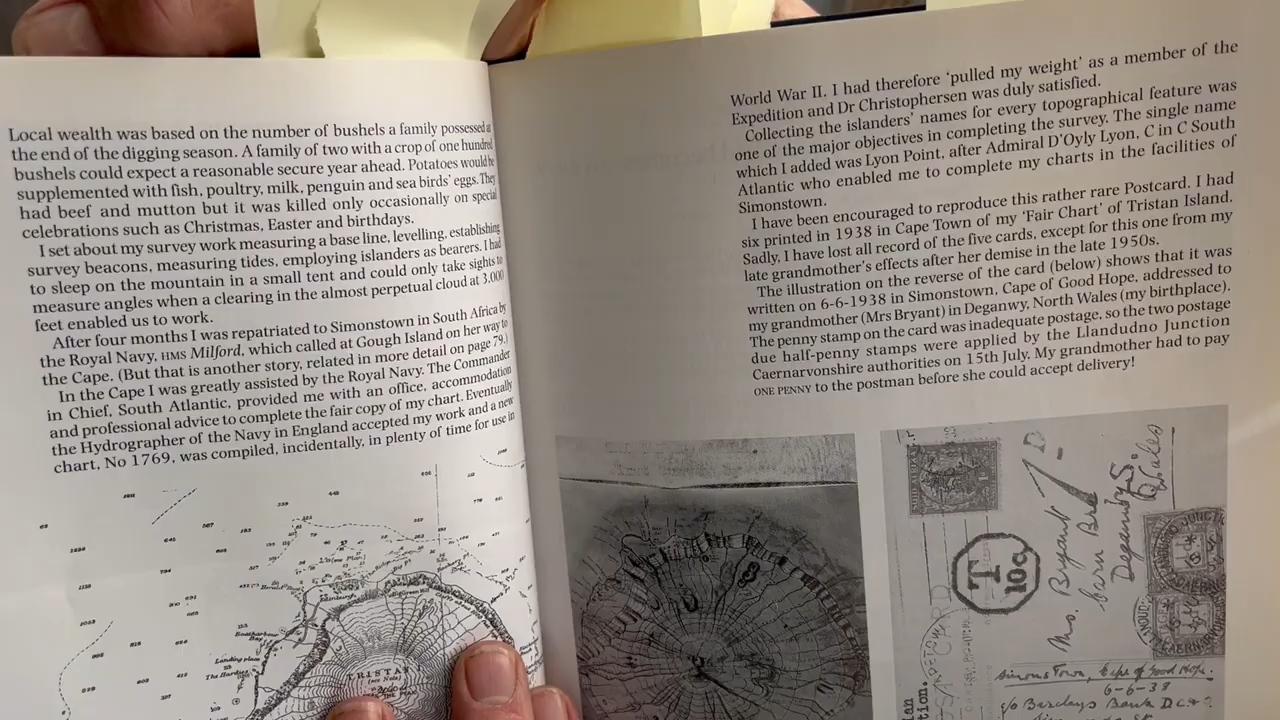 Local wealth was based on the number of bushels a family possessed at
the end of the digging season. A family of two with a crop of one hundred
bushels could expect a reasonable secure year ahead. Potatoes would be
supplemented with fish, poultry, milk, penguin and sea birds' eggs. They
had beef and mutton but it was killed only occasionally on special
celebrations such as Christmas, Easter and birthdays.
I set about my survey work measuring a base line, levelling, establishing
survey beacons, measuring tides, employing islanders as bearers. I had
to sleep on the mountain in a small tent and could only take sights to
measure angles when a clearing in the almost perpetual cloud at 3,000
feet enabled us to work.
After four months I was repatriated to Simonstown in South Africa by
the Royal Navy, HMS Milford, which called at Gough Island on her way to
the Cape. (But that is another story, related in more detail on page 79.)
In the Cape I was greatly assisted by the Royal Navy. The Commander
in Chief, South Atlantic, provided me with an office, accommodation
and professional advice to complete the fair copy of my chart. Eventually
the Hydrographer of the Navy in England accepted my work and a new
chart, No 1769, was compiled, incidentally, in plenty of time for use in
Boatharbour
Bay
Landing place
The Hardies
TRISTAN
World War II. I had therefore 'pulled my weight' as a member of the
Expedition and Dr Christophersen was duly satisfied.
Collecting the islanders' names for every topographical feature was
one of the major objectives in completing the survey. The single name
which I added was Lyon Point, after Admiral D'Oyly Lyon, C in C South
Atlantic who enabled me to complete my charts in the facilities of
Simonstown.
I have been encouraged to reproduce this rather rare Postcard. I had
six printed in 1938 in Cape Town of my 'Fair Chart' of Tristan Island.
Sadly, I have lost all record of the five cards, except for this one from my
late grandmother's effects after her demise in the late 1950s.
The illustration on the reverse of the card (below) shows that it was
written on 6-6-1938 in Simonstown, Cape of Good Hope, addressed to
my grandmother (Mrs Bryant) in Deganwy, North Wales (my birthplace).
The penny stamp on the card was inadequate postage, so the two postage
due half-penny stamps were applied by the Llandudno Junction
Caernarvonshire authorities on 15th July. My grandmother had to pay
ONE PENNY to the postman before she could accept delivery!
T
10c
Mrs. Bryant
Deganwy
Wales
Simons Town, Cape of Good Hope.
6-6-38
c/o Barclays Bank D.C.&O.